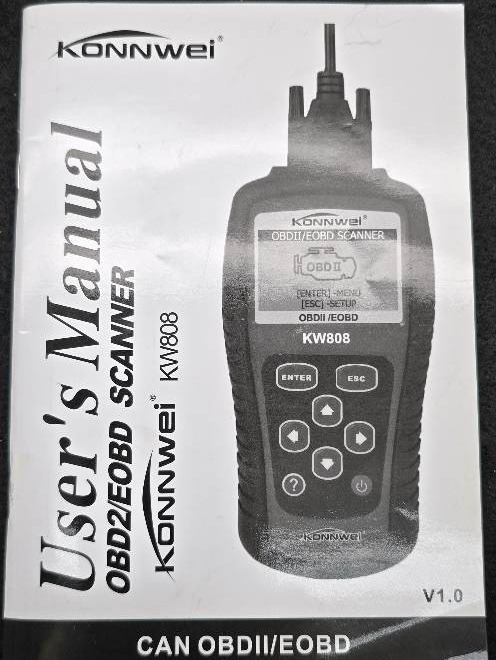 KONNWEI®
User's Manual
OBD2/EOBD SCANNER
KONNWEI® KW808
KONNWEI®
OBDII/EOBD SCANNER
OBD II
[ENTER] -MENU
[ESC] -SETUP
OBDII /EOBD
KW808
ENTER
ESC
?
KONNWEI
V1.0
CAN OBDII/EOBD